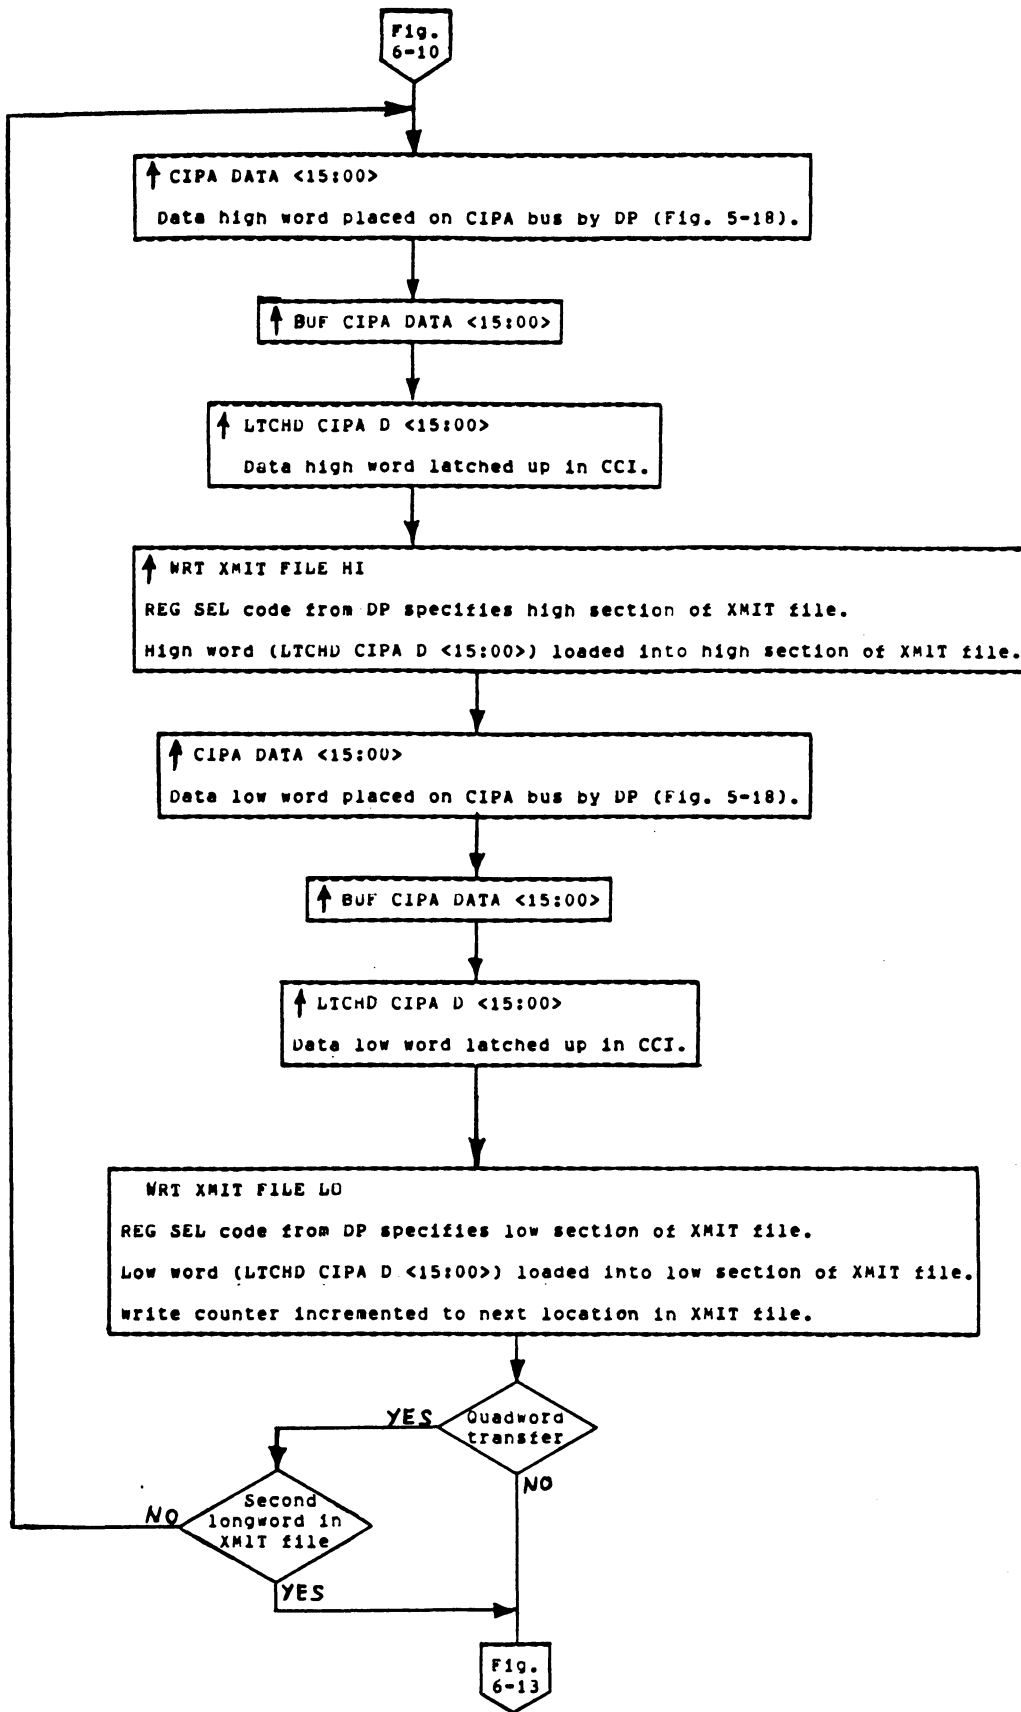 Fig.
6-10
↑ CIPA DATA <15:00>
Data high word placed on CIPA bus by DP (Fig. 5-18).
↑ BUF CIPA DATA <15:00>
↑ LTCHD CIPA D <15:00>
Data high word latched up in CCI.
↑ WRT XMIT FILE HI
REG SEL code from DP specifies high section of XMIT file.
Hign word (LTCHD CIPA D <15:00>) loaded into high section of XMIT file.
↑ CIPA DATA <15:00>
Data low word placed on CIPA bus by DP (Fig. 5-18).
↑ BUF CIPA DATA <15:00>
↑ LTCHD CIPA D <15:00>
Data low word latched up in CCI.
WRT XMIT FILE LO
REG SEL code from DP specifies low section of XMIT file.
Low word (LTCHD CIPA D <15:00>) loaded into low section of XMIT file.
Write counter incremented to next location in XMIT file.
Quadword
transfer
YES
NO
Second
longword in
XMIT file
NO
YES
Fig.
6-13